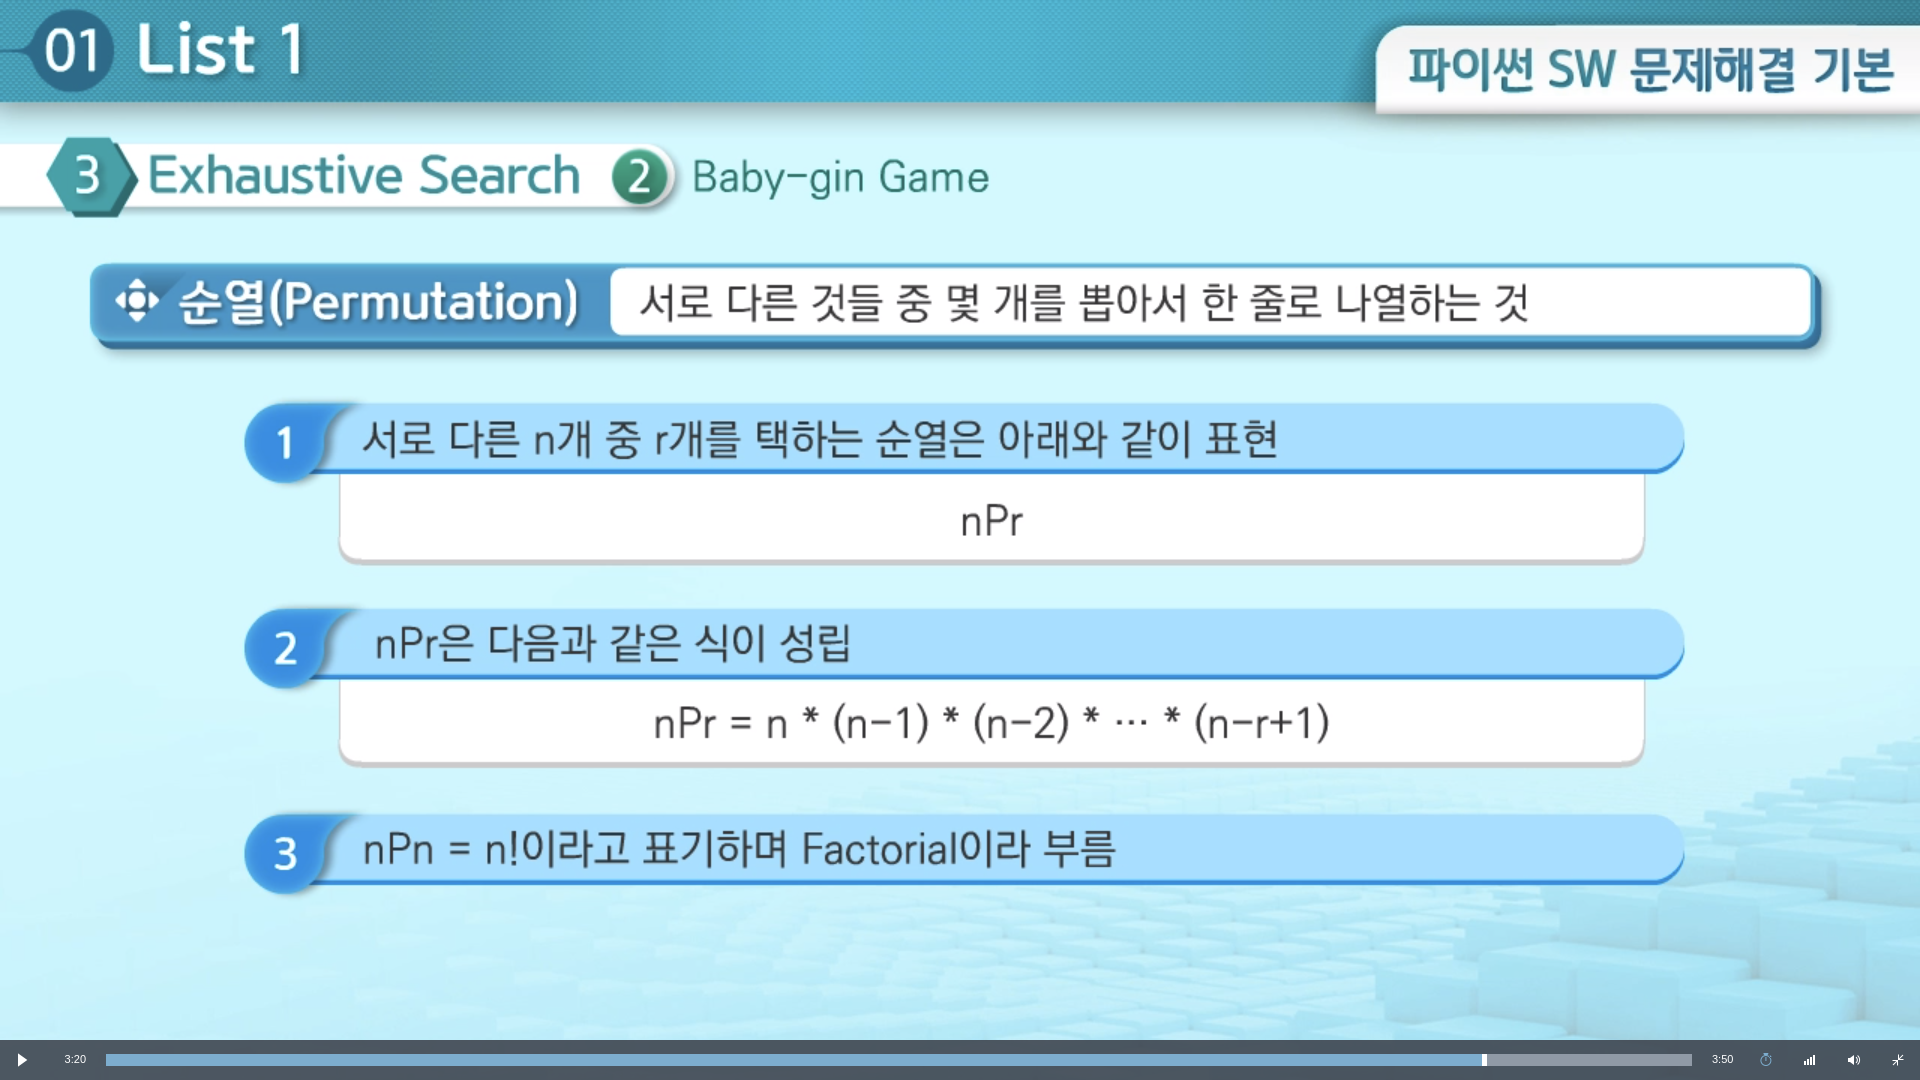 01 List 1
파이썬 SW 문제해결 기본
3 Exhaustive Search 2 Baby-gin Game
순열(Permutation) 서로 다른 것들 중 몇 개를 뽑아서 한 줄로 나열하는 것
1 서로 다른 n개 중 r개를 택하는 순열은 아래와 같이 표현
nPr
2 nPr은 다음과 같은 식이 성립
nPr = n * (n-1) * (n-2) * ··· * (n-r+1)
3 nPn = n!이라고 표기하며 Factorial이라 부름
3:20 3:50